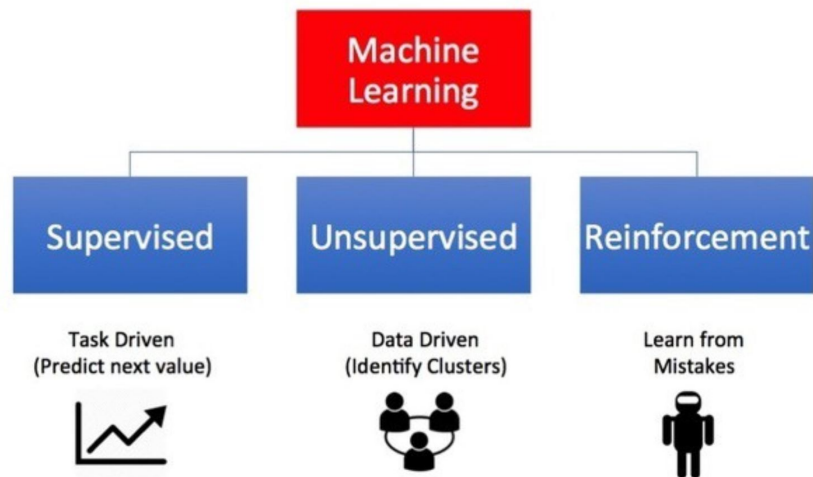 Machine
Learning
Supervised
Unsupervised
Reinforcement
Task Driven
(Predict next value)
Data Driven
(Identify Clusters)
Learn from
Mistakes